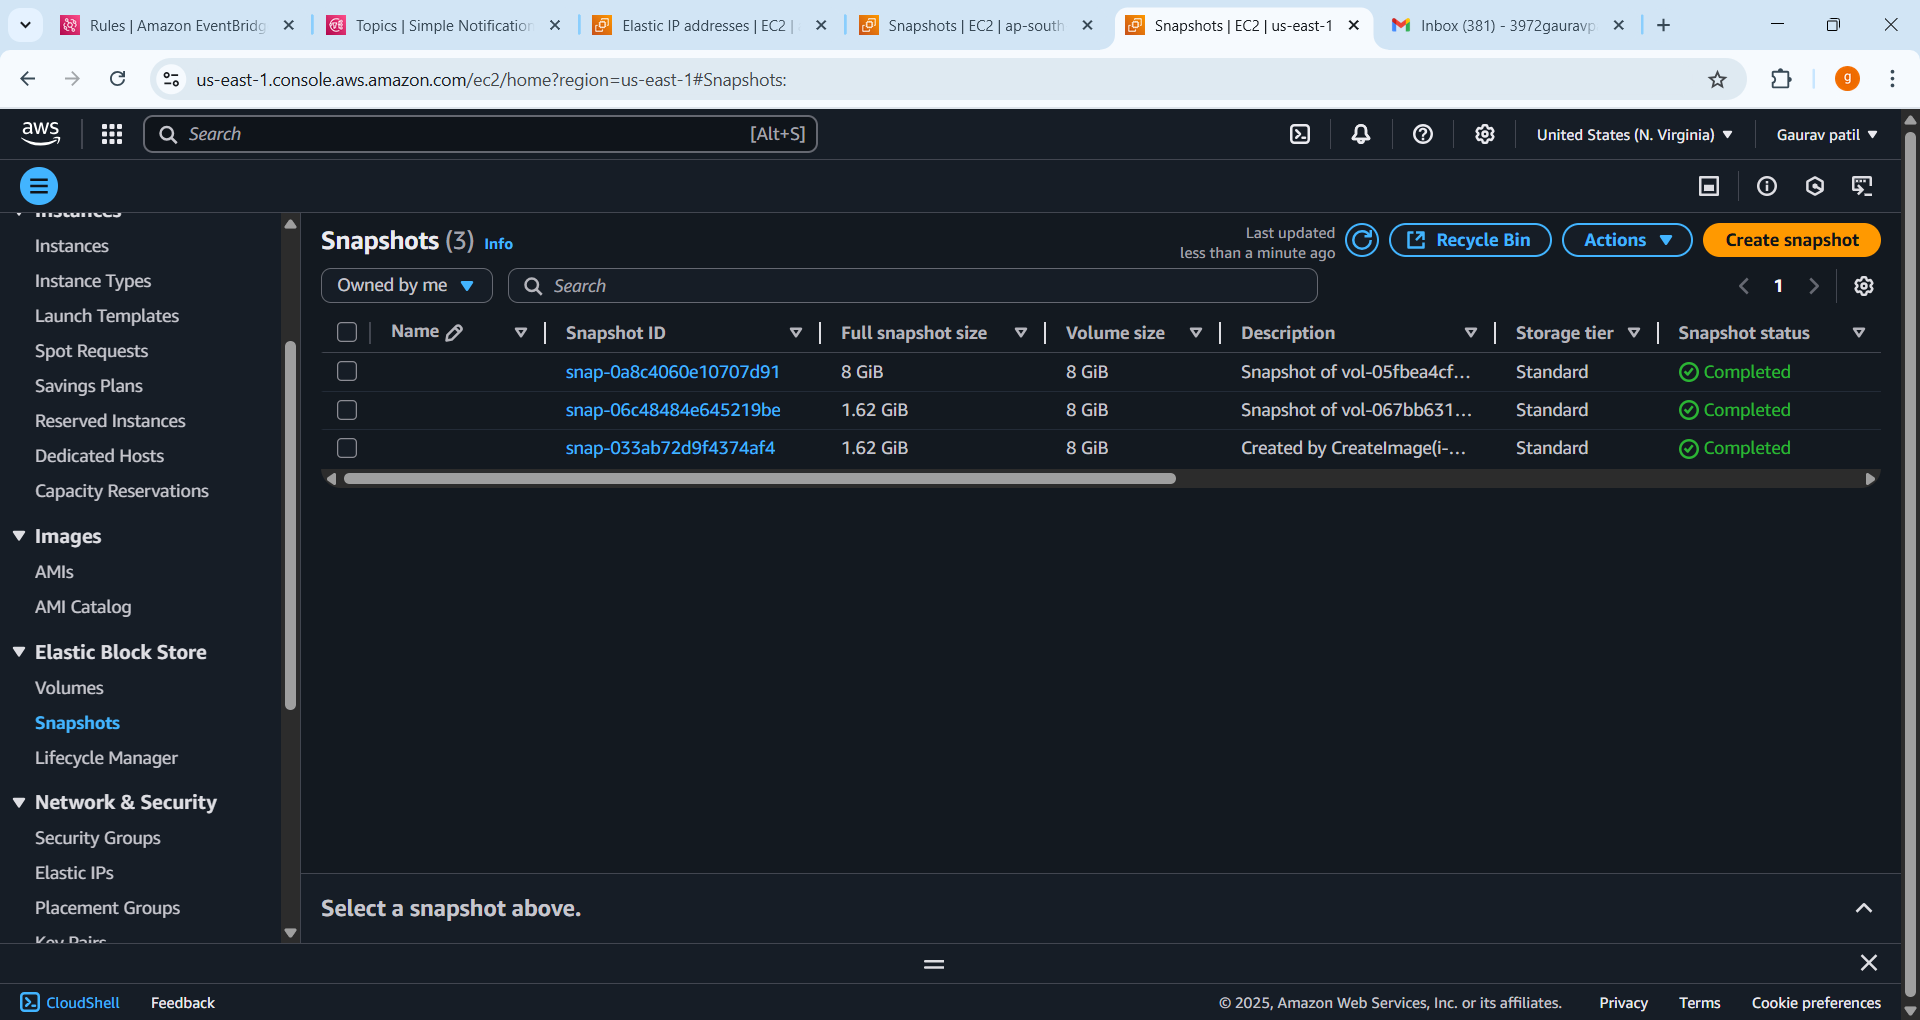 Rules | Amazon EventBridg
Topics | Simple Notification
Elastic IP addresses | EC2 |
Snapshots | EC2 | ap-south
Snapshots | EC2 | us-east-1
Inbox (381) - 3972gauravp
us-east-1.console.aws.amazon.com/ec2/home?region=us-east-1#Snapshots:
g
aws
Search
[Alt+S]
United States (N. Virginia)
Gaurav patil
Instances
Instances
Instance Types
Launch Templates
Spot Requests
Savings Plans
Reserved Instances
Dedicated Hosts
Capacity Reservations
Images
AMIs
AMI Catalog
Elastic Block Store
Volumes
Snapshots
Lifecycle Manager
Network & Security
Security Groups
Elastic IPs
Placement Groups
Key Pairs
Snapshots (3) Info
Last updated
less than a minute ago
Recycle Bin
Actions
Create snapshot
Owned by me
Search
1
Name Snapshot ID Full snapshot size Volume size Description Storage tier Snapshot status
snap-0a8c4060e10707d91 8 GiB 8 GiB Snapshot of vol-05fbea4cf... Standard Completed
snap-06c48484e645219be 1.62 GiB 8 GiB Snapshot of vol-067bb631... Standard Completed
snap-033ab72d9f4374af4 1.62 GiB 8 GiB Created by CreateImage(i-... Standard Completed
Select a snapshot above.
CloudShell
Feedback
© 2025, Amazon Web Services, Inc. or its affiliates.
Privacy
Terms
Cookie preferences